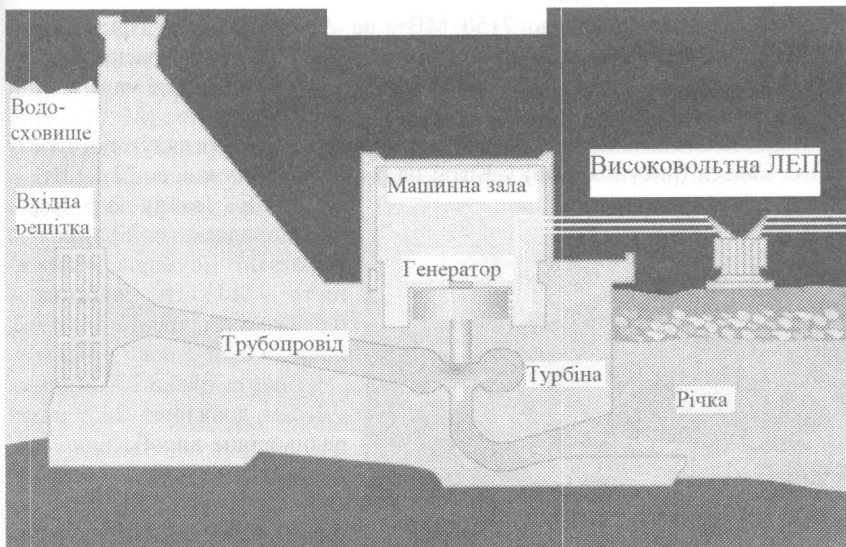 Водо-
сховище
Вхідна
решітка
Машинна зала
Високовольтна ЛЕП
Генератор
Трубопровід
Турбіна
Річка